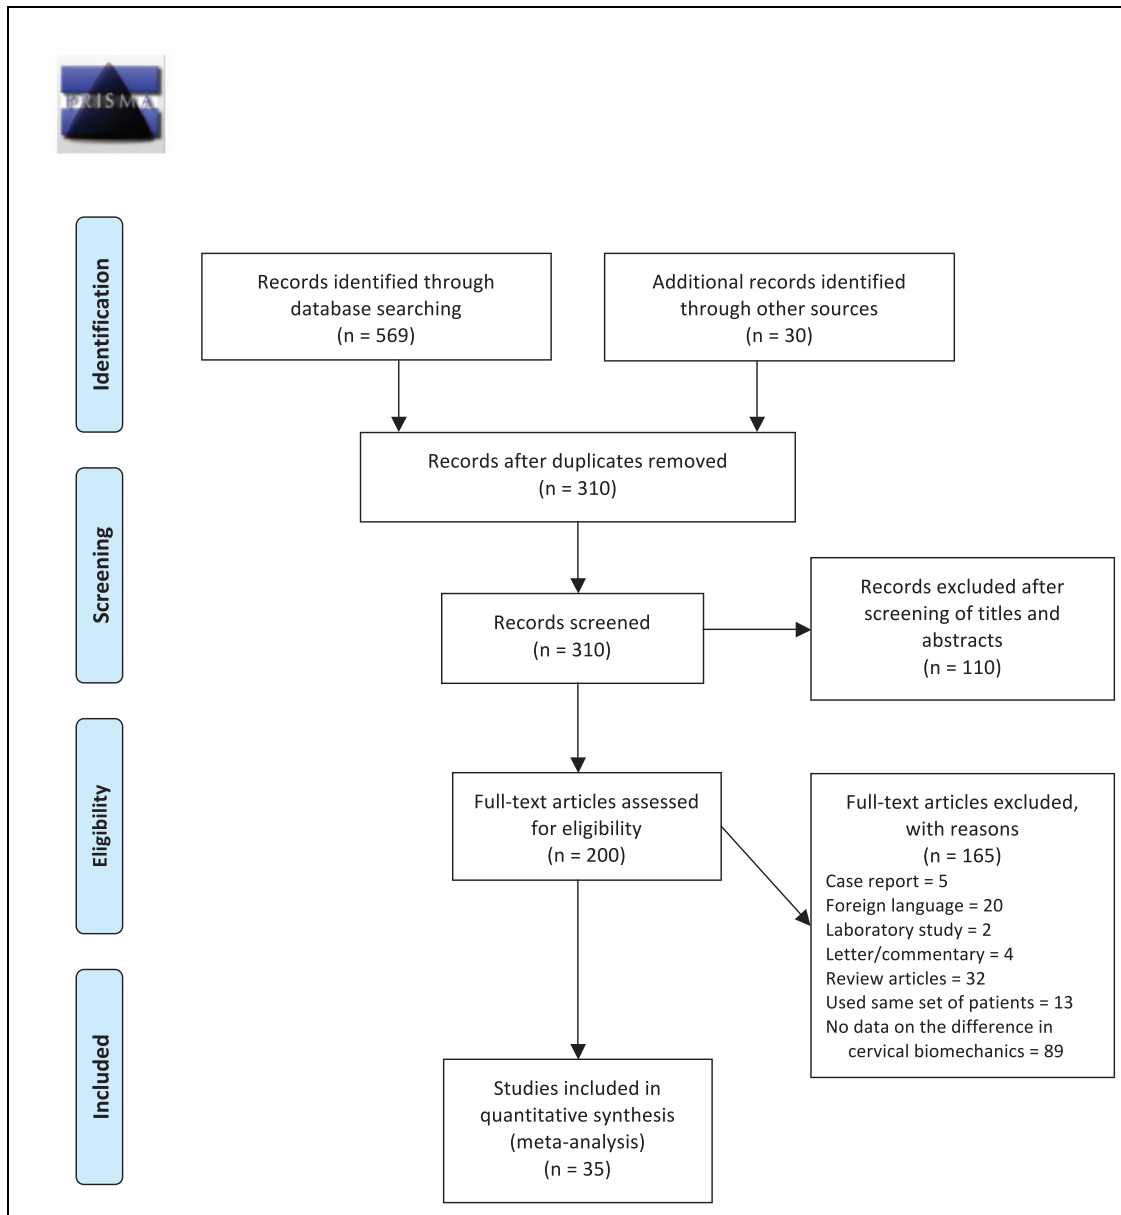 PRISMA
Identification
Records identified through
database searching
(n = 569)
Additional records identified
through other sources
(n = 30)
Records after duplicates removed
(n = 310)
Screening
Records screened
(n = 310)
Records excluded after
screening of titles and
abstracts
(n = 110)
Eligibility
Full-text articles assessed
for eligibility
(n = 200)
Full-text articles excluded,
with reasons
(n = 165)
Case report = 5
Foreign language = 20
Laboratory study = 2
Letter/commentary = 4
Review articles = 32
Used same set of patients = 13
No data on the difference in
cervical biomechanics = 89
Included
Studies included in
quantitative synthesis
(meta-analysis)
(n = 35)